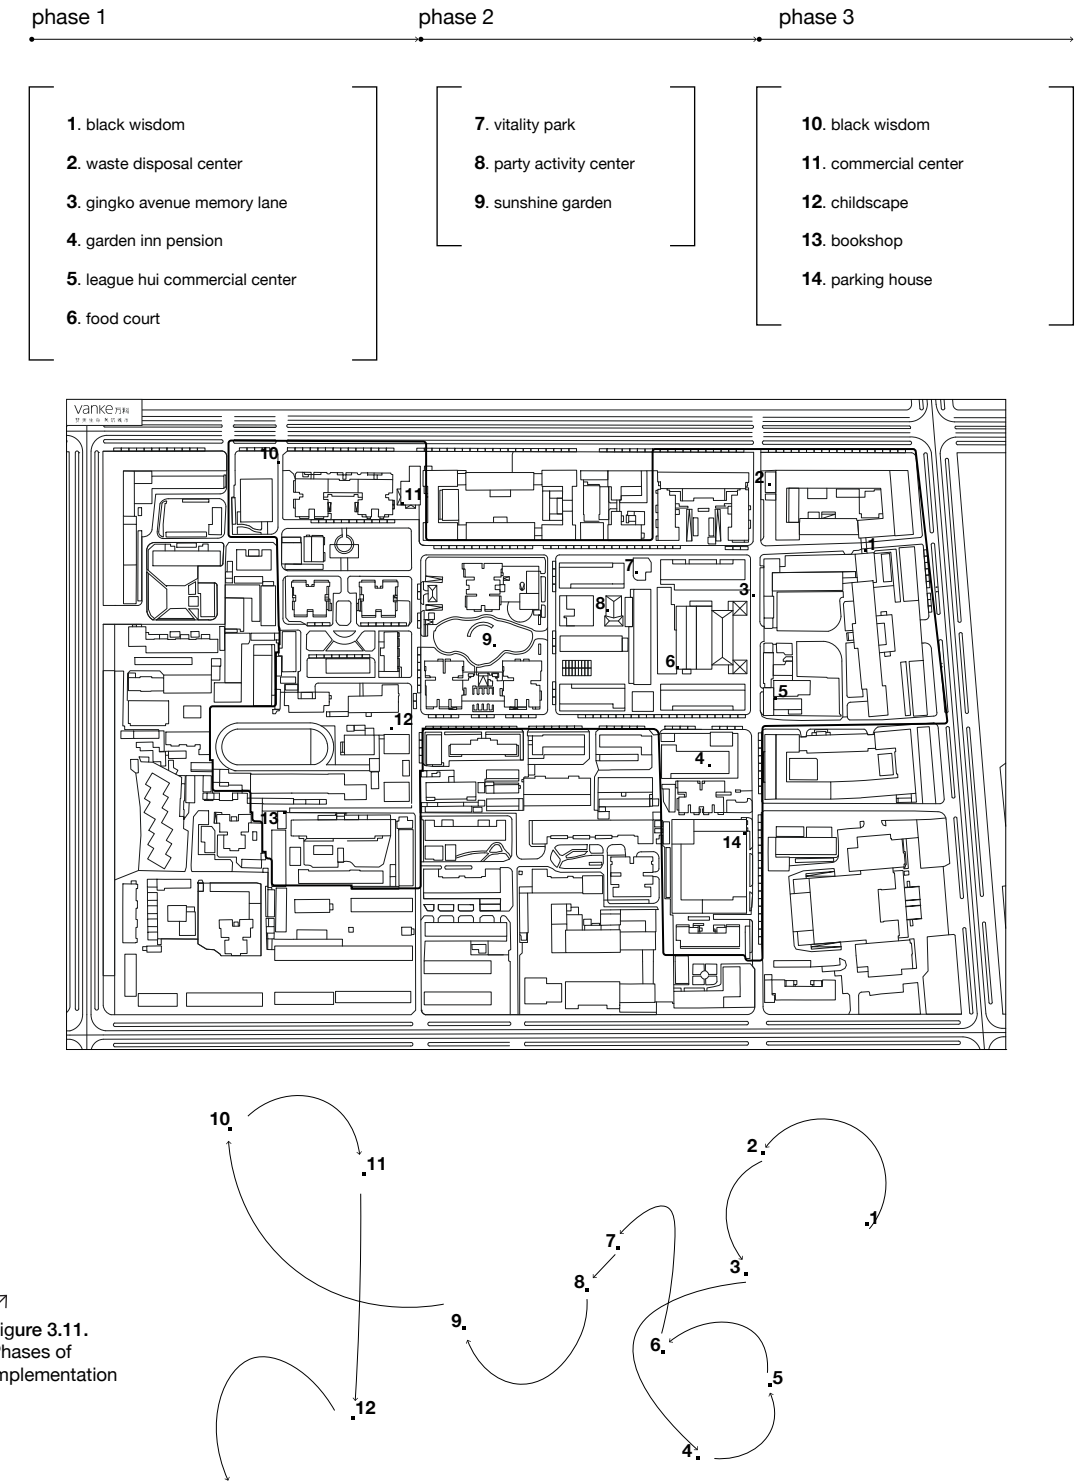 phase 1
phase 2
phase 3
1. black wisdom
2. waste disposal center
3. gingko avenue memory lane
4. garden inn pension
5. league hui commercial center
6. food court
7. vitality park
8. party activity center
9. sunshine garden
10. black wisdom
11. commercial center
12. childscape
13. bookshop
14. parking house
vanke万科
10
11
2
1
7
3
8
9
6
5
12
4
13
14
10
11
2
1
7
3
8
9
6
5
12
4
igure 3.11.
hases of
mplementation